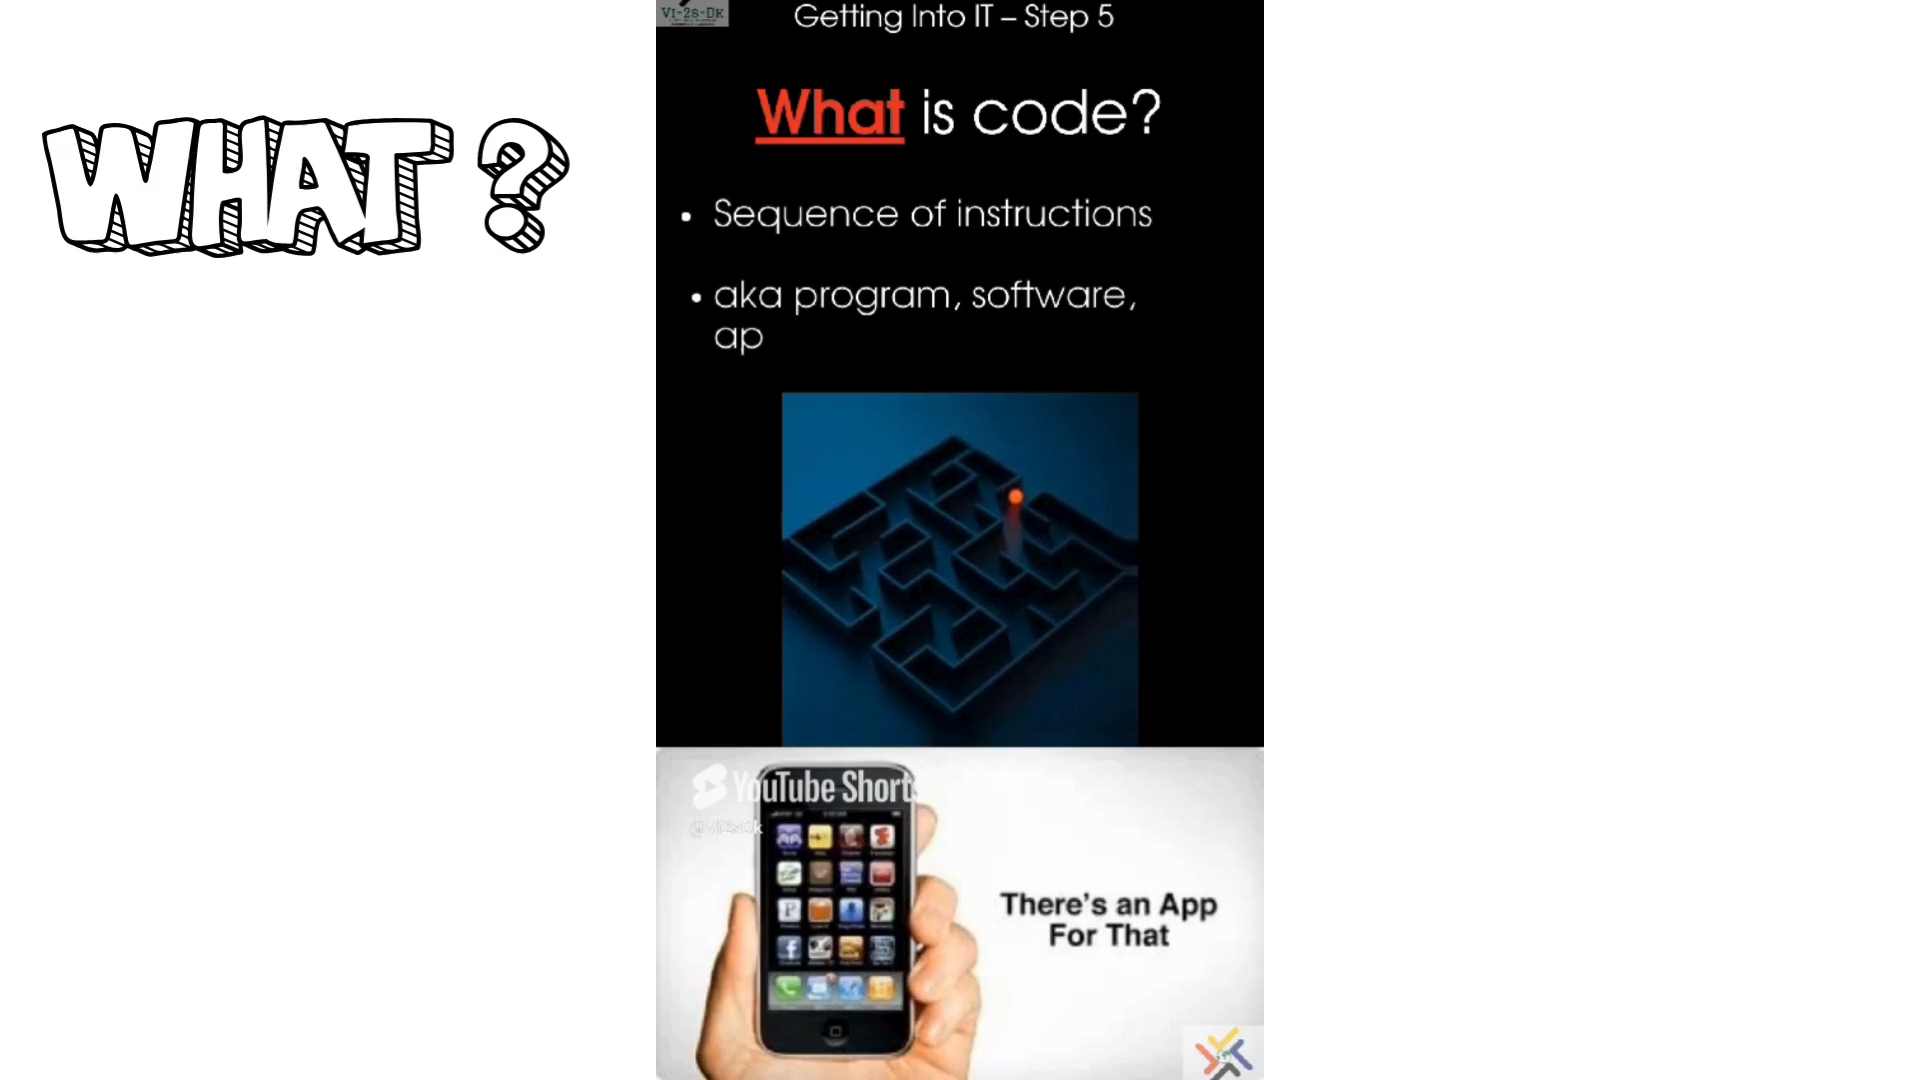 WHAT?
VI-2S-DK
Getting Into IT – Step 5
What is code?
• Sequence of instructions
• aka program, software,
ap
YouTube Shorts
There's an App
For That